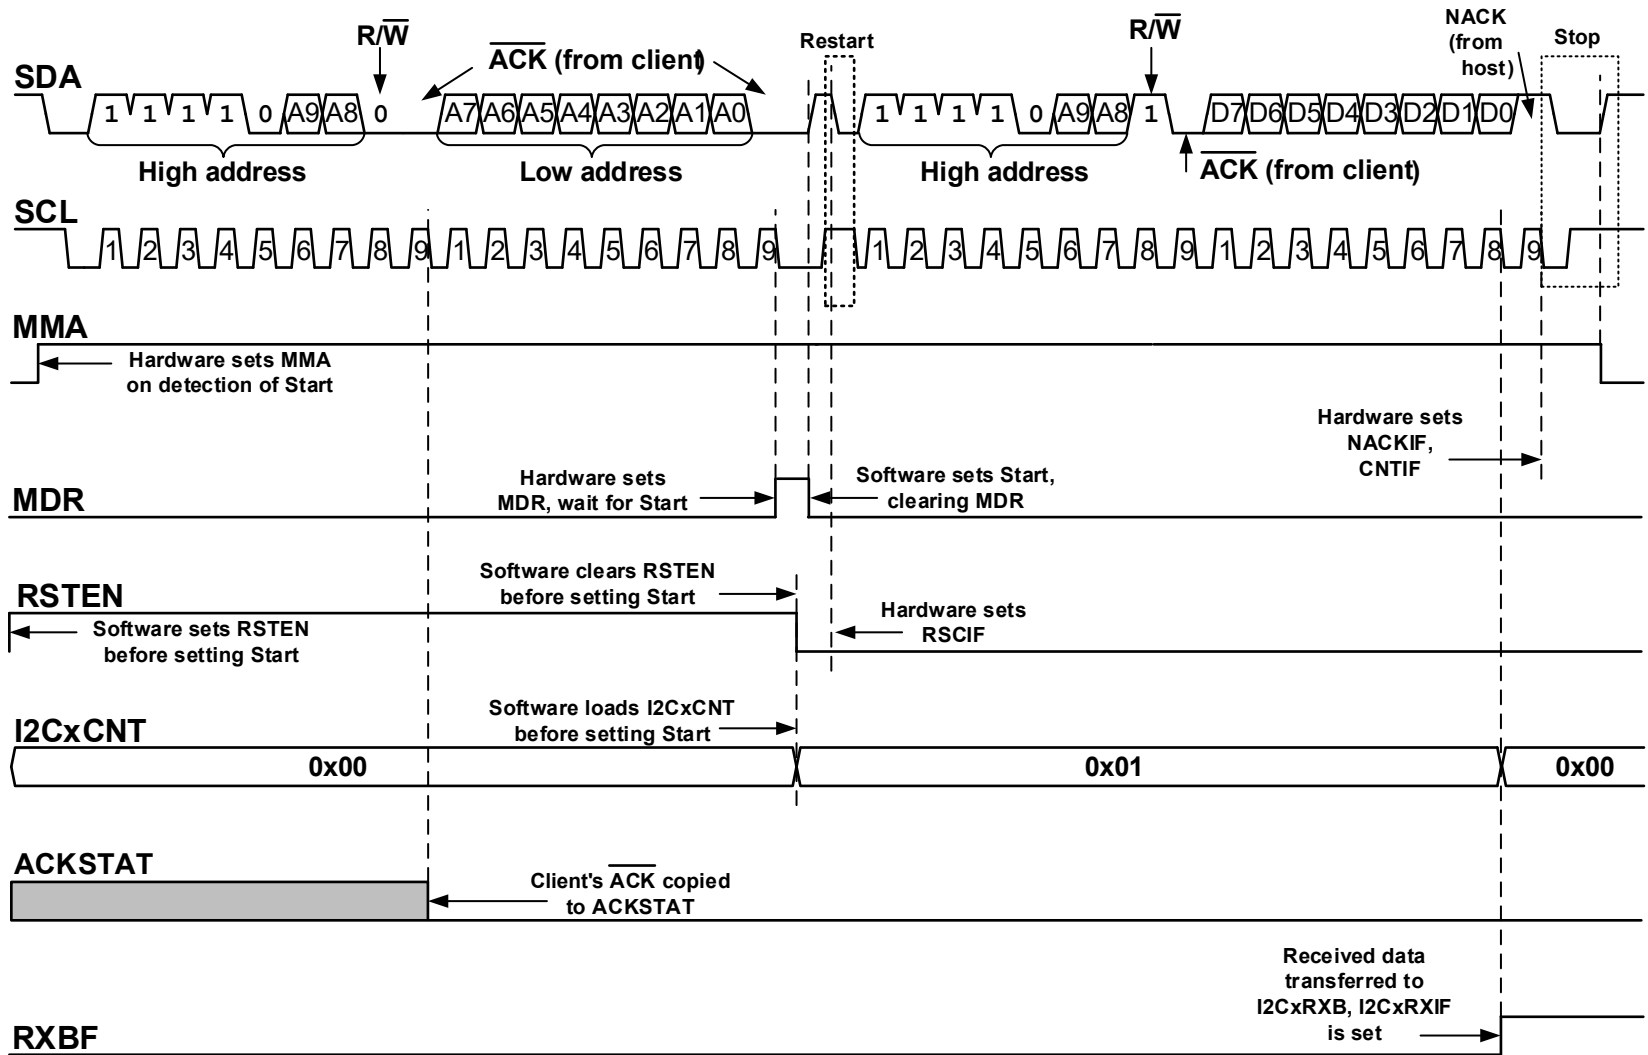 R/W
ACK (from client)
Restart
R/W
NACK
(from
host)
Stop
SDA
1 1 1 1 0 A9 A8 0 A7 A6 A5 A4 A3 A2 A1 A0 1 1 1 1 0 A9 A8 1 D7 D6 D5 D4 D3 D2 D1 D0
High address
Low address
High address
ACK (from client)
SCL
1 2 3 4 5 6 7 8 9 1 2 3 4 5 6 7 8 9 1 2 3 4 5 6 7 8 9 1 2 3 4 5 6 7 8 9
MMA
Hardware sets MMA
on detection of Start
Hardware sets
NACKIF,
CNTIF
MDR
Hardware sets
MDR, wait for Start
Software sets Start,
clearing MDR
RSTEN
Software sets RSTEN
before setting Start
Software clears RSTEN
before setting Start
Hardware sets
RSCIF
I2CxCNT
Software loads I2CxCNT
before setting Start
0x00
0x01
0x00
ACKSTAT
Client's ACK copied
to ACKSTAT
Received data
transferred to
I2CxRXB, I2CxRXIF
is set
RXBF